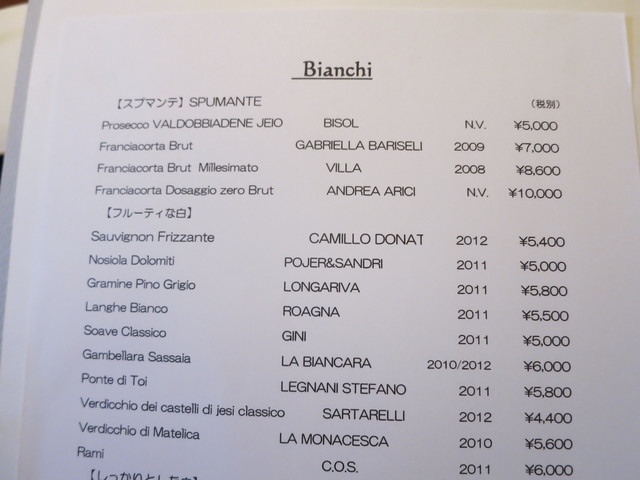 Bianchi
【スプマンテ】SPUMANTE （税別）
Prosecco VALDOBBIADENE JEIO BISOL N.V. ¥5,000
Franciacorta Brut GABRIELLA BARISELI 2009 ¥7,000
Franciacorta Brut Millesimato VILLA 2008 ¥8,600
Franciacorta Dosaggio zero Brut ANDREA ARICI N.V. ¥10,000
【フルーティな白】
Sauvignon Frizzante CAMILLO DONAT 2012 ¥5,400
Nosiola Dolomiti POJER&SANDRI 2011 ¥5,000
Gramine Pino Grigio LONGARIVA 2011 ¥5,800
Langhe Bianco ROAGNA 2011 ¥5,500
Soave Classico GINI 2011 ¥5,000
Gambellara Sassaia LA BIANCARA 2010/2012 ¥6,000
Ponte di Toi LEGNANI STEFANO 2011 ¥5,800
Verdicchio dei castelli di jesi classico SARTARELLI 2012 ¥4,400
Verdicchio di Matelica LA MONACESCA 2010 ¥5,600
Rami C.O.S. 2011 ¥6,000